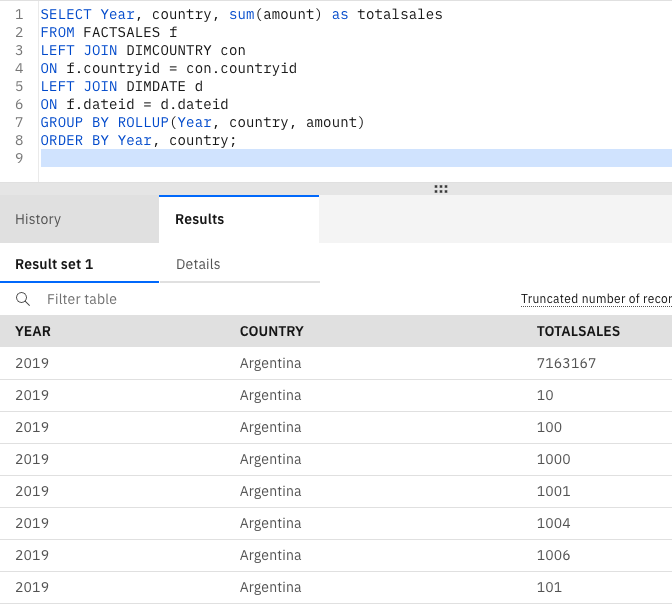 1 SELECT Year, country, sum(amount) as totalsales
2 FROM FACTSALES f
3 LEFT JOIN DIMCOUNTRY con
4 ON f.countryid = con.countryid
5 LEFT JOIN DIMDATE d
6 ON f.dateid = d.dateid
7 GROUP BY ROLLUP(Year, country, amount)
8 ORDER BY Year, country;
9
History Results
Result set 1 Details
Filter table Truncated number of recor
YEAR COUNTRY TOTALSALES
2019 Argentina 7163167
2019 Argentina 10
2019 Argentina 100
2019 Argentina 1000
2019 Argentina 1001
2019 Argentina 1004
2019 Argentina 1006
2019 Argentina 101